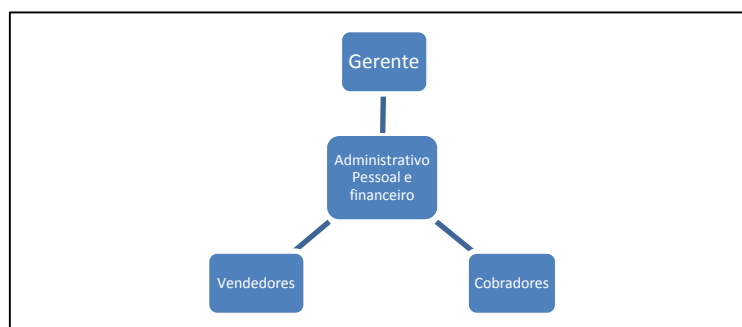 Gerente
Administrativo
Pessoal e
financeiro
Vendedores
Cobradores